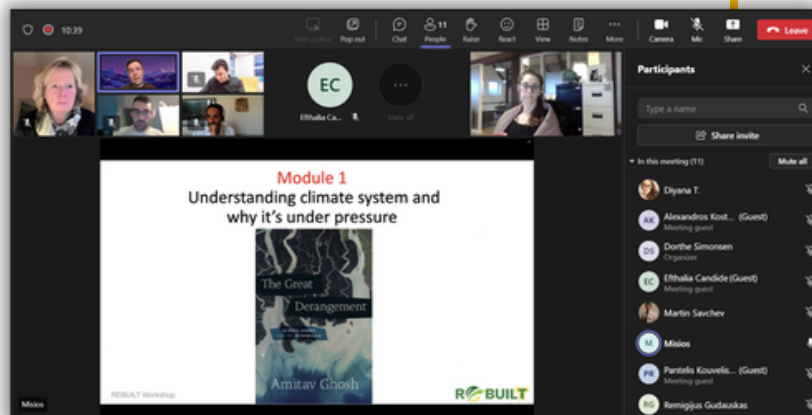 10:39
Take control
Pop out
Chat
11
People
Raise
React
View
Notes
More
Camera
Mic
Share
Leave
EC
Efthalia Ca...
View all
Participants
Type a name
Share invite
In this meeting (11)
Mute all
Diyana T.
AK
Alexandros Kost... (Guest)
Meeting guest
DS
Dorthe Simonsen
Organizer
EC
Efthalia Candide (Guest)
Meeting guest
Martin Savchev
M
Misios
PR
Pantelis Kouvelis... (Guest)
Meeting guest
RG
Remigijus Gudauskas
Module 1
Understanding climate system and
why it's under pressure
The Great
Derangement
Amitav Ghosh
REBUILT Workshop
REBUILT
Misios